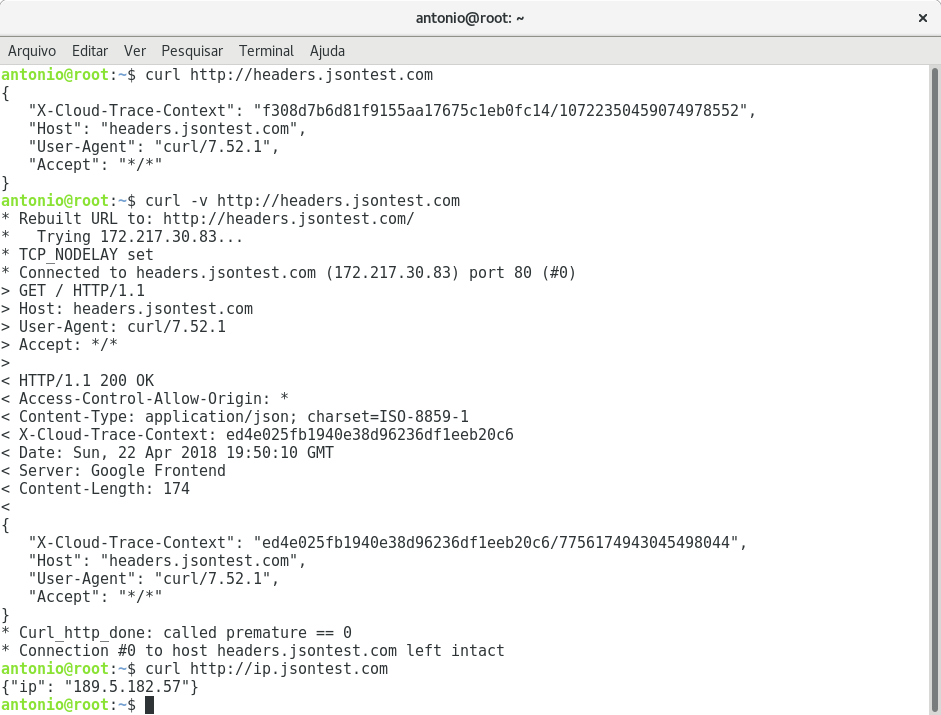 antonio@root: ~
×
Arquivo Editar Ver Pesquisar Terminal Ajuda
antonio@root:~$ curl http://headers.jsontest.com
{
   "X-Cloud-Trace-Context": "f308d7b6d81f9155aa17675c1eb0fc14/10722350459074978552",
   "Host": "headers.jsontest.com",
   "User-Agent": "curl/7.52.1",
   "Accept": "*/*"
}
antonio@root:~$ curl -v http://headers.jsontest.com
* Rebuilt URL to: http://headers.jsontest.com/
*   Trying 172.217.30.83...
* TCP_NODELAY set
* Connected to headers.jsontest.com (172.217.30.83) port 80 (#0)
> GET / HTTP/1.1
> Host: headers.jsontest.com
> User-Agent: curl/7.52.1
> Accept: */*
>
< HTTP/1.1 200 OK
< Access-Control-Allow-Origin: *
< Content-Type: application/json; charset=ISO-8859-1
< X-Cloud-Trace-Context: ed4e025fb1940e38d96236df1eeb20c6
< Date: Sun, 22 Apr 2018 19:50:10 GMT
< Server: Google Frontend
< Content-Length: 174
<
{
   "X-Cloud-Trace-Context": "ed4e025fb1940e38d96236df1eeb20c6/7756174943045498044",
   "Host": "headers.jsontest.com",
   "User-Agent": "curl/7.52.1",
   "Accept": "*/*"
}
* Curl_http_done: called premature == 0
* Connection #0 to host headers.jsontest.com left intact
antonio@root:~$ curl http://ip.jsontest.com
{"ip": "189.5.182.57"}
antonio@root:~$